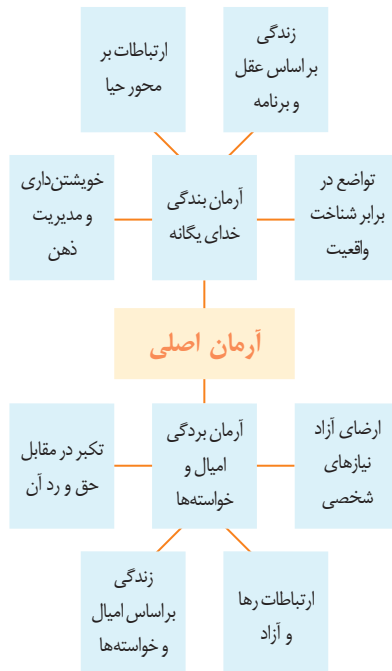 زندگی
بر اساس عقل
و برنامه
ارتباطات بر
محور حیا
تواضع در
برابر شناخت
واقعیت
آرمان بندگی
خدای یگانه
خویشتن‌داری
و مدیریت
ذهن
آرمان اصلی
ارضای آزاد
نیازهای
شخصی
آرمان بردگی
امیال و
خواسته‌ها
تکبر در مقابل
حق و رد آن
ارتباطات رها
و آزاد
زندگی
براساس امیال
و خواسته‌ها